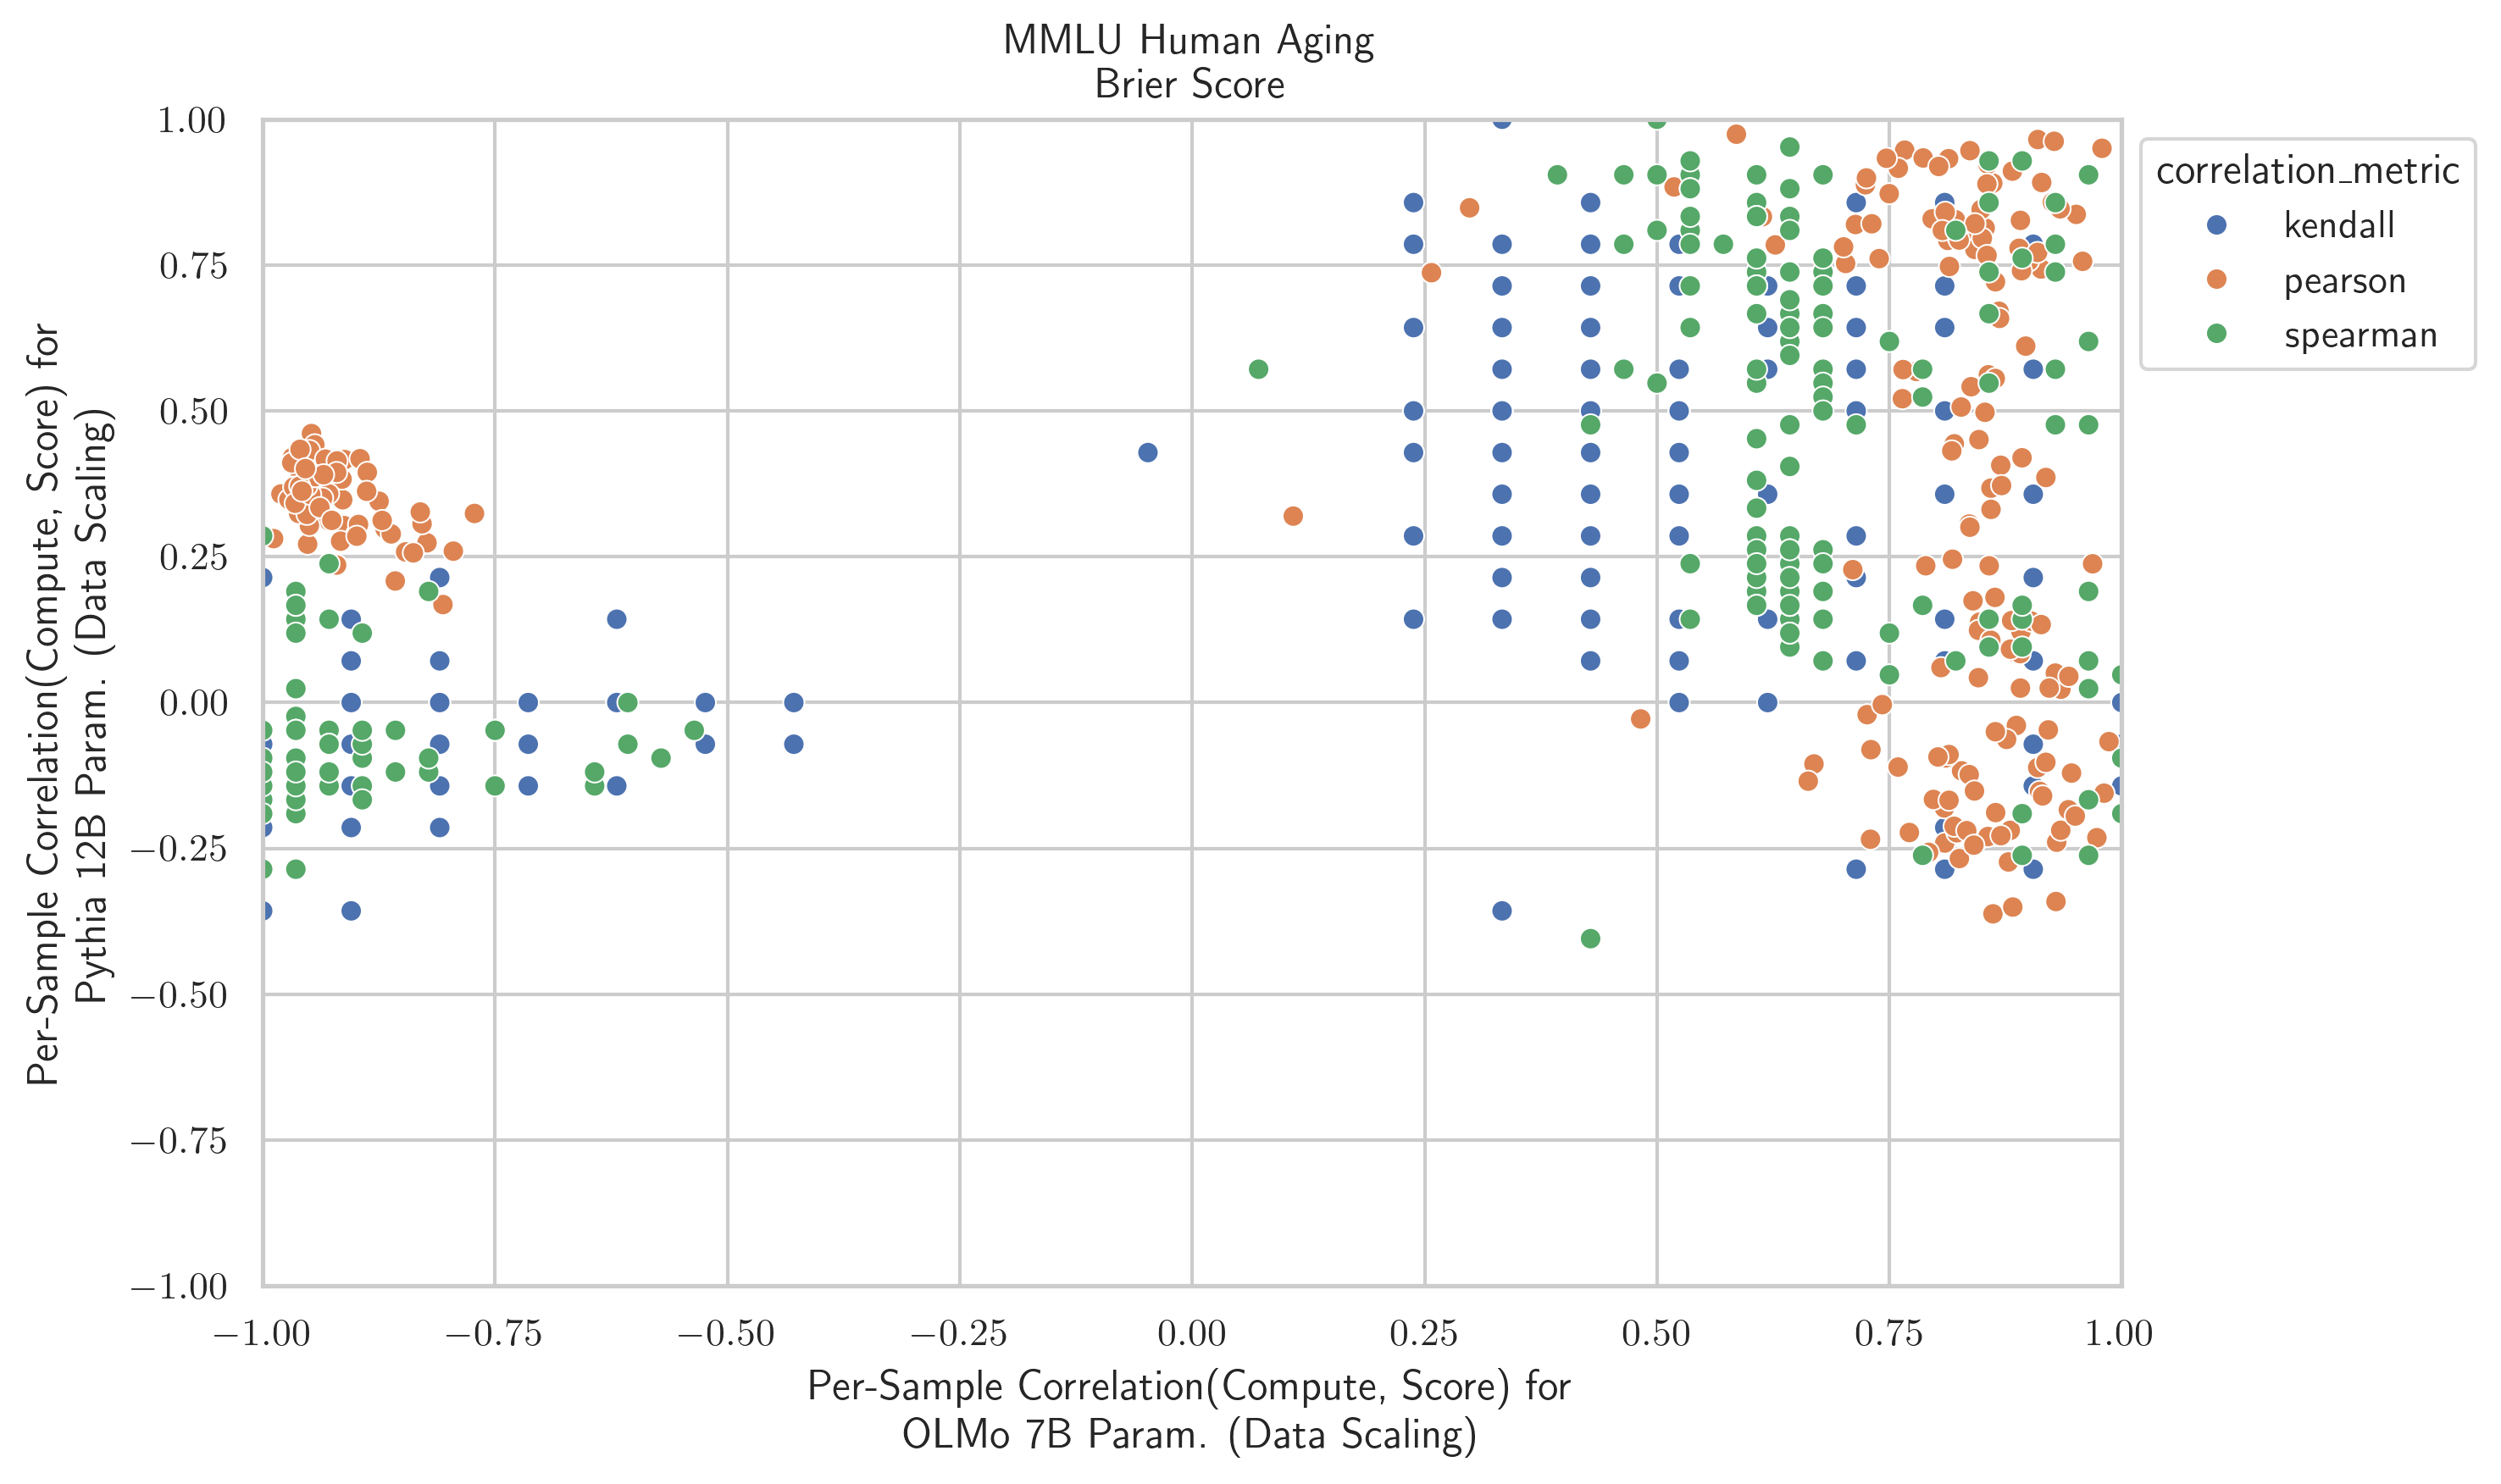 MMLU Human Aging
Brier Score
Per-Sample Correlation(Compute, Score) for
Pythia 12B Param. (Data Scaling)
1.00
0.75
0.50
0.25
0.00
−0.25
−0.50
−0.75
−1.00
−1.00 −0.75 −0.50 −0.25 0.00 0.25 0.50 0.75 1.00
Per-Sample Correlation(Compute, Score) for
OLMo 7B Param. (Data Scaling)
correlation_metric
kendall
pearson
spearman